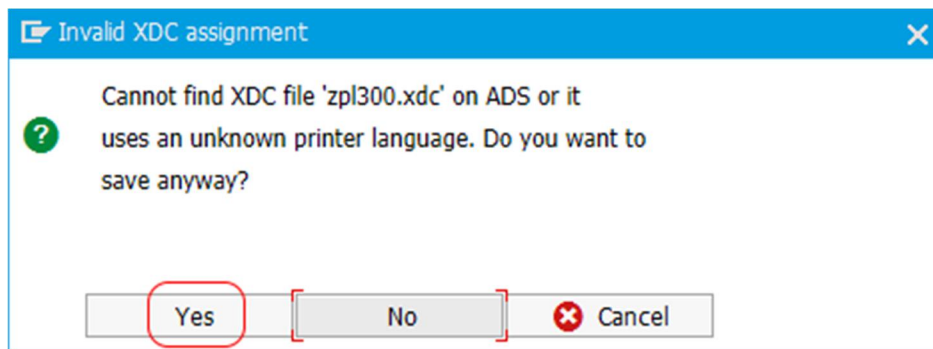 Invalid XDC assignment
Cannot find XDC file 'zpl300.xdc' on ADS or it
uses an unknown printer language. Do you want to
save anyway?
Yes No Cancel